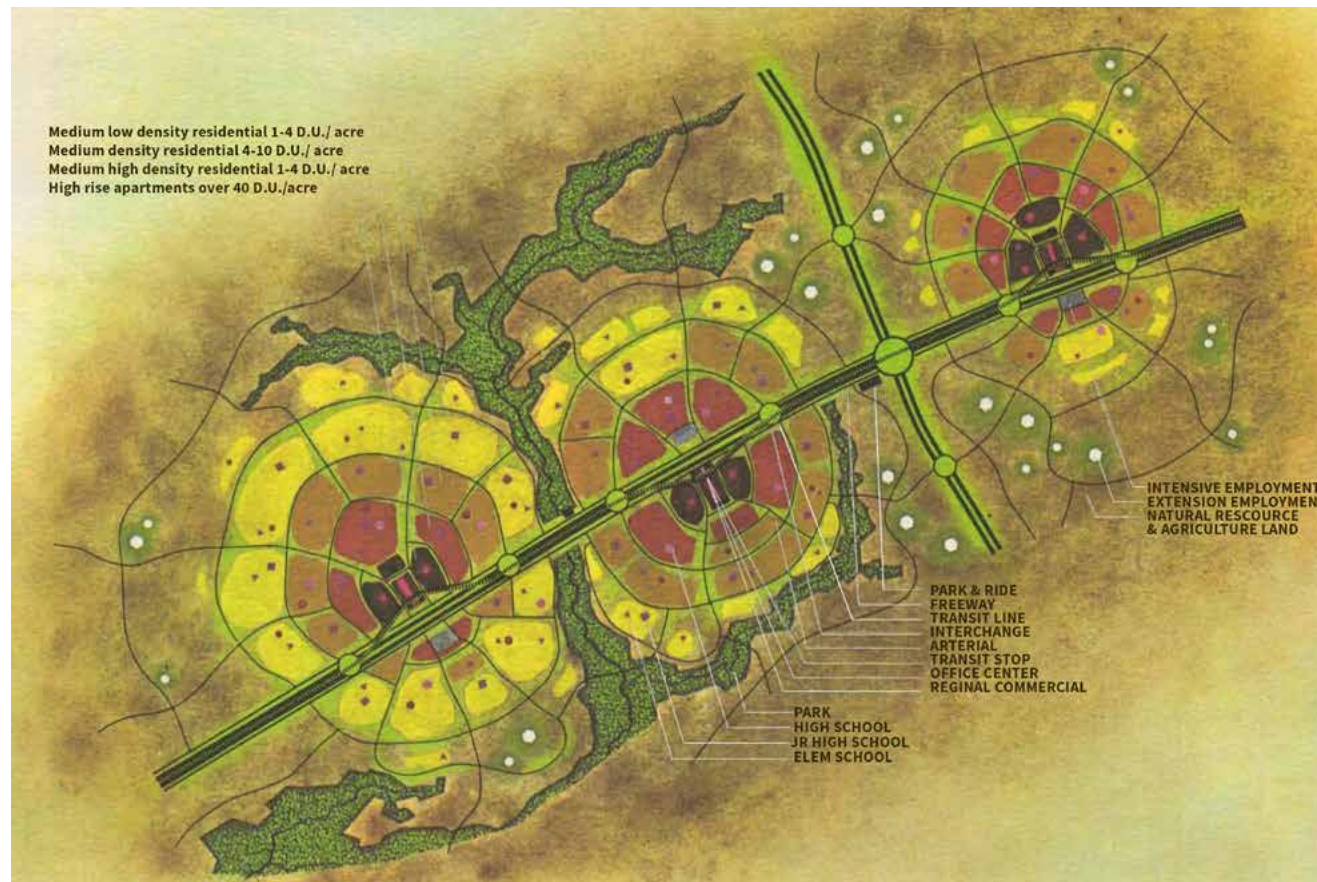 Medium low density residential 1-4 D.U./ acre
Medium density residential 4-10 D.U./ acre
Medium high density residential 1-4 D.U./ acre
High rise apartments over 40 D.U./acre
INTENSIVE EMPLOYMENT
EXTENSION EMPLOYMEN
NATURAL RESCOURCE
& AGRICULTURE LAND
PARK & RIDE
FREEWAY
TRANSIT LINE
INTERCHANGE
ARTERIAL
TRANSIT STOP
OFFICE CENTER
REGINAL COMMERCIAL
PARK
HIGH SCHOOL
JR HIGH SCHOOL
ELEM SCHOOL